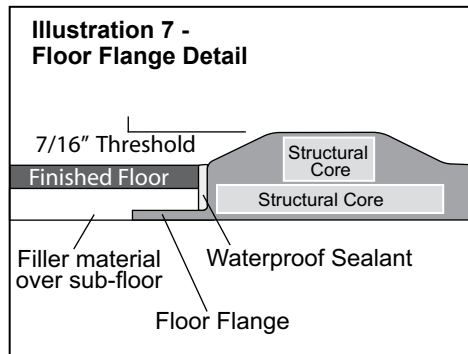 Illustration 7 -
Floor Flange Detail
7/16” Threshold
Structural
Core
Finished Floor
Structural Core
Filler material
over sub-floor
Waterproof Sealant
Floor Flange